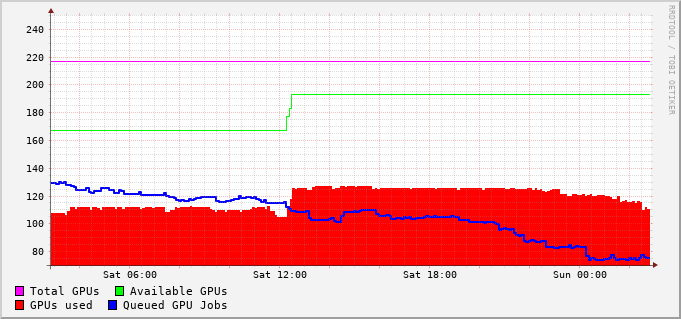 240
220
200
180
160
140
120
100
80
Sat 06:00 Sat 12:00 Sat 18:00 Sun 00:00
Total GPUs Available GPUs
GPUs used Queued GPU Jobs
RRDTOOL / TOBI OETIKER